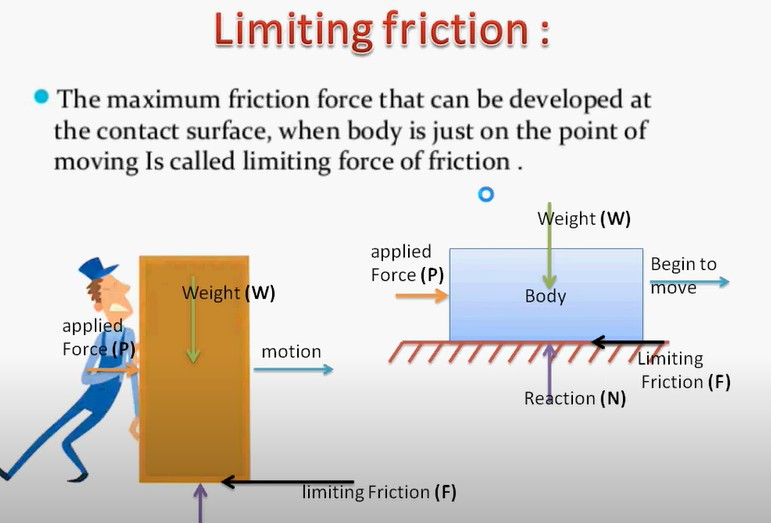 Limiting friction :
The maximum friction force that can be developed at
the contact surface, when body is just on the point of
moving Is called limiting force of friction .
applied
Force (P)
Weight (W)
motion
limiting Friction (F)
Weight (W)
applied
Force (P)
Body
Begin to
move
Limiting
Friction (F)
Reaction (N)